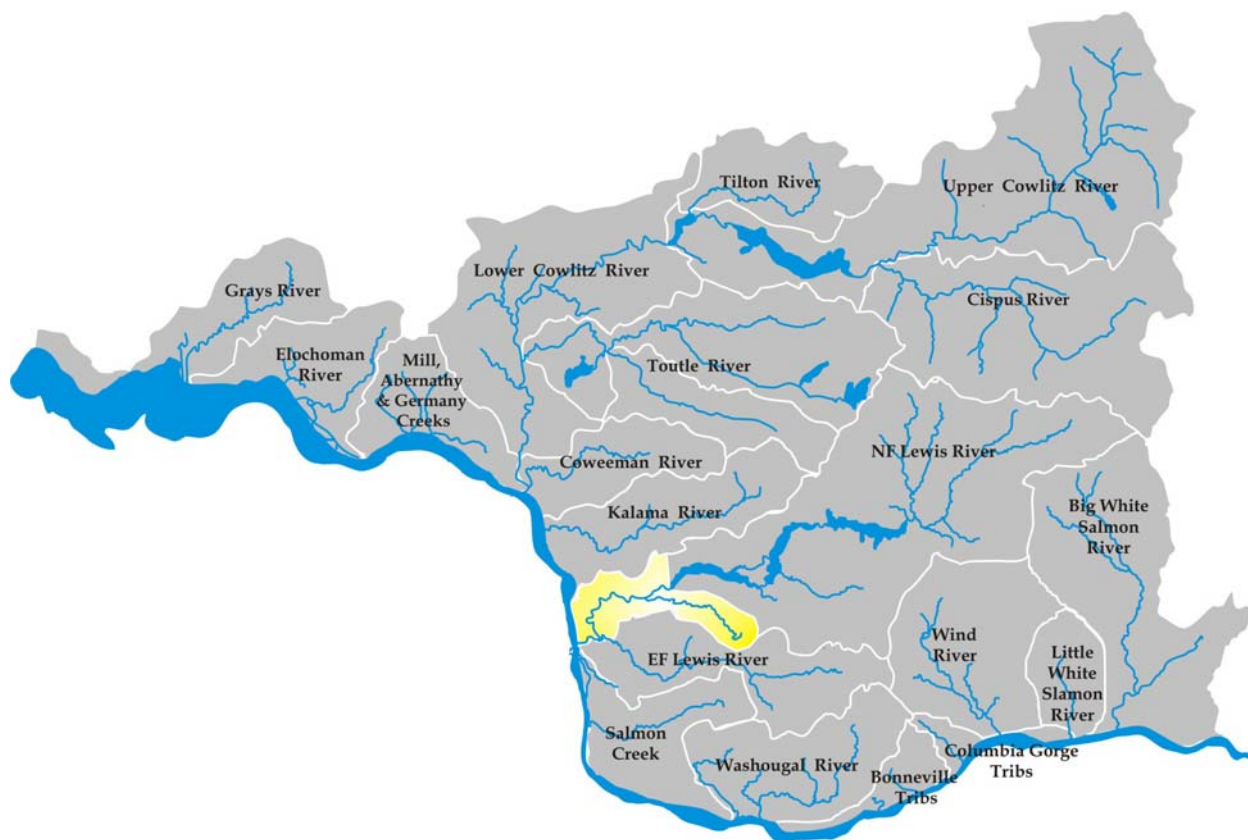 Tilton River
Upper Cowlitz River
Lower Cowlitz River
Grays River
Cispus River
Elochoman
River
Mill,
Abernathy
& Germany
Creeks
Toutle River
NF Lewis River
Coweeman River
Kalama River
Big White
Salmon
River
Wind
River
EF Lewis River
Little
White
Slamon
River
Salmon
Creek
Washougal River
Columbia Gorge
Tribs
Bonneville
Tribs